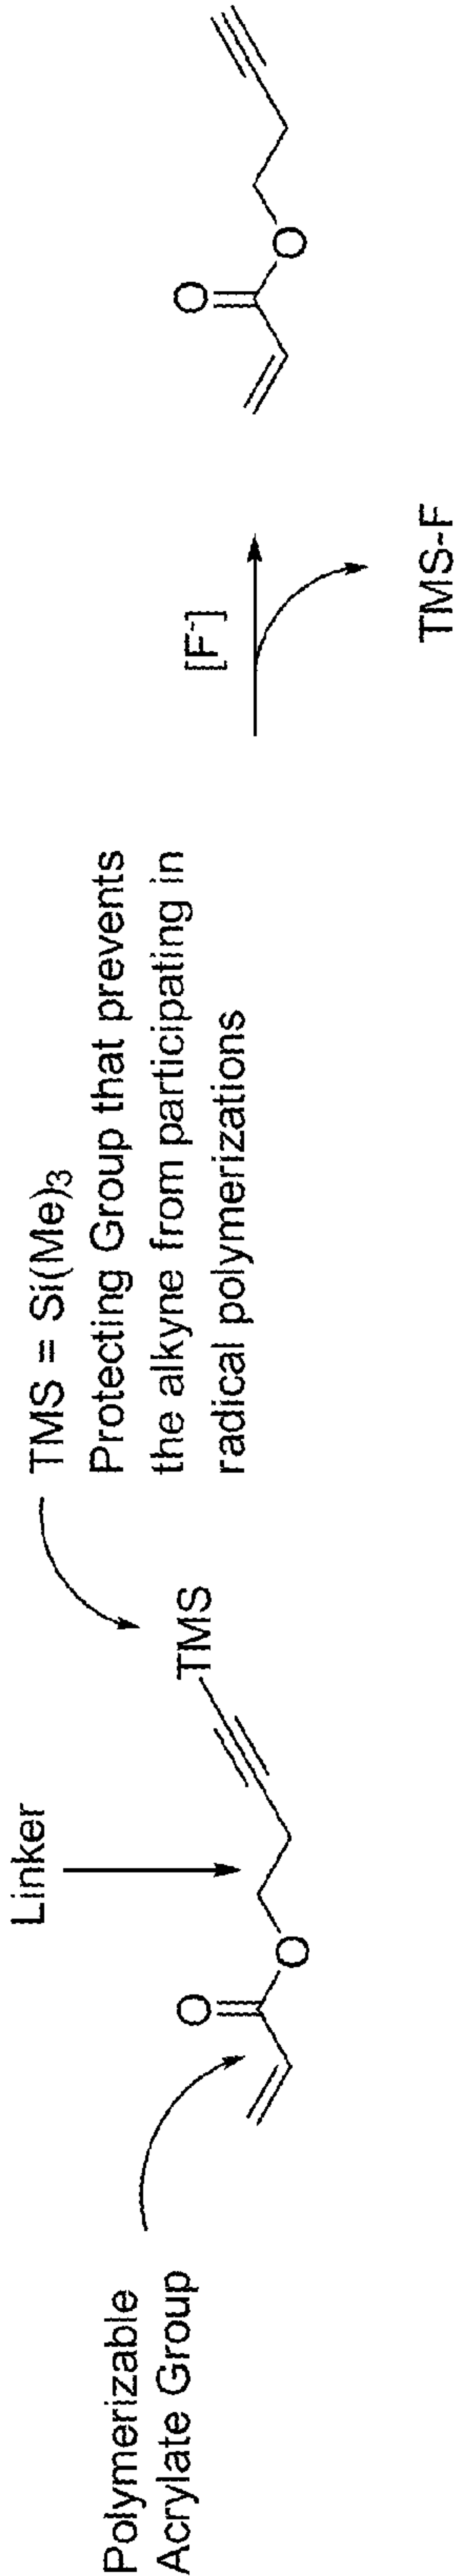 Polymerizable
Acrylate Group
Linker
O
O
TMS
TMS = Si(Me)3
Protecting Group that prevents
the alkyne from participating in
radical polymerizations
[F-]
TMS-F
O
O